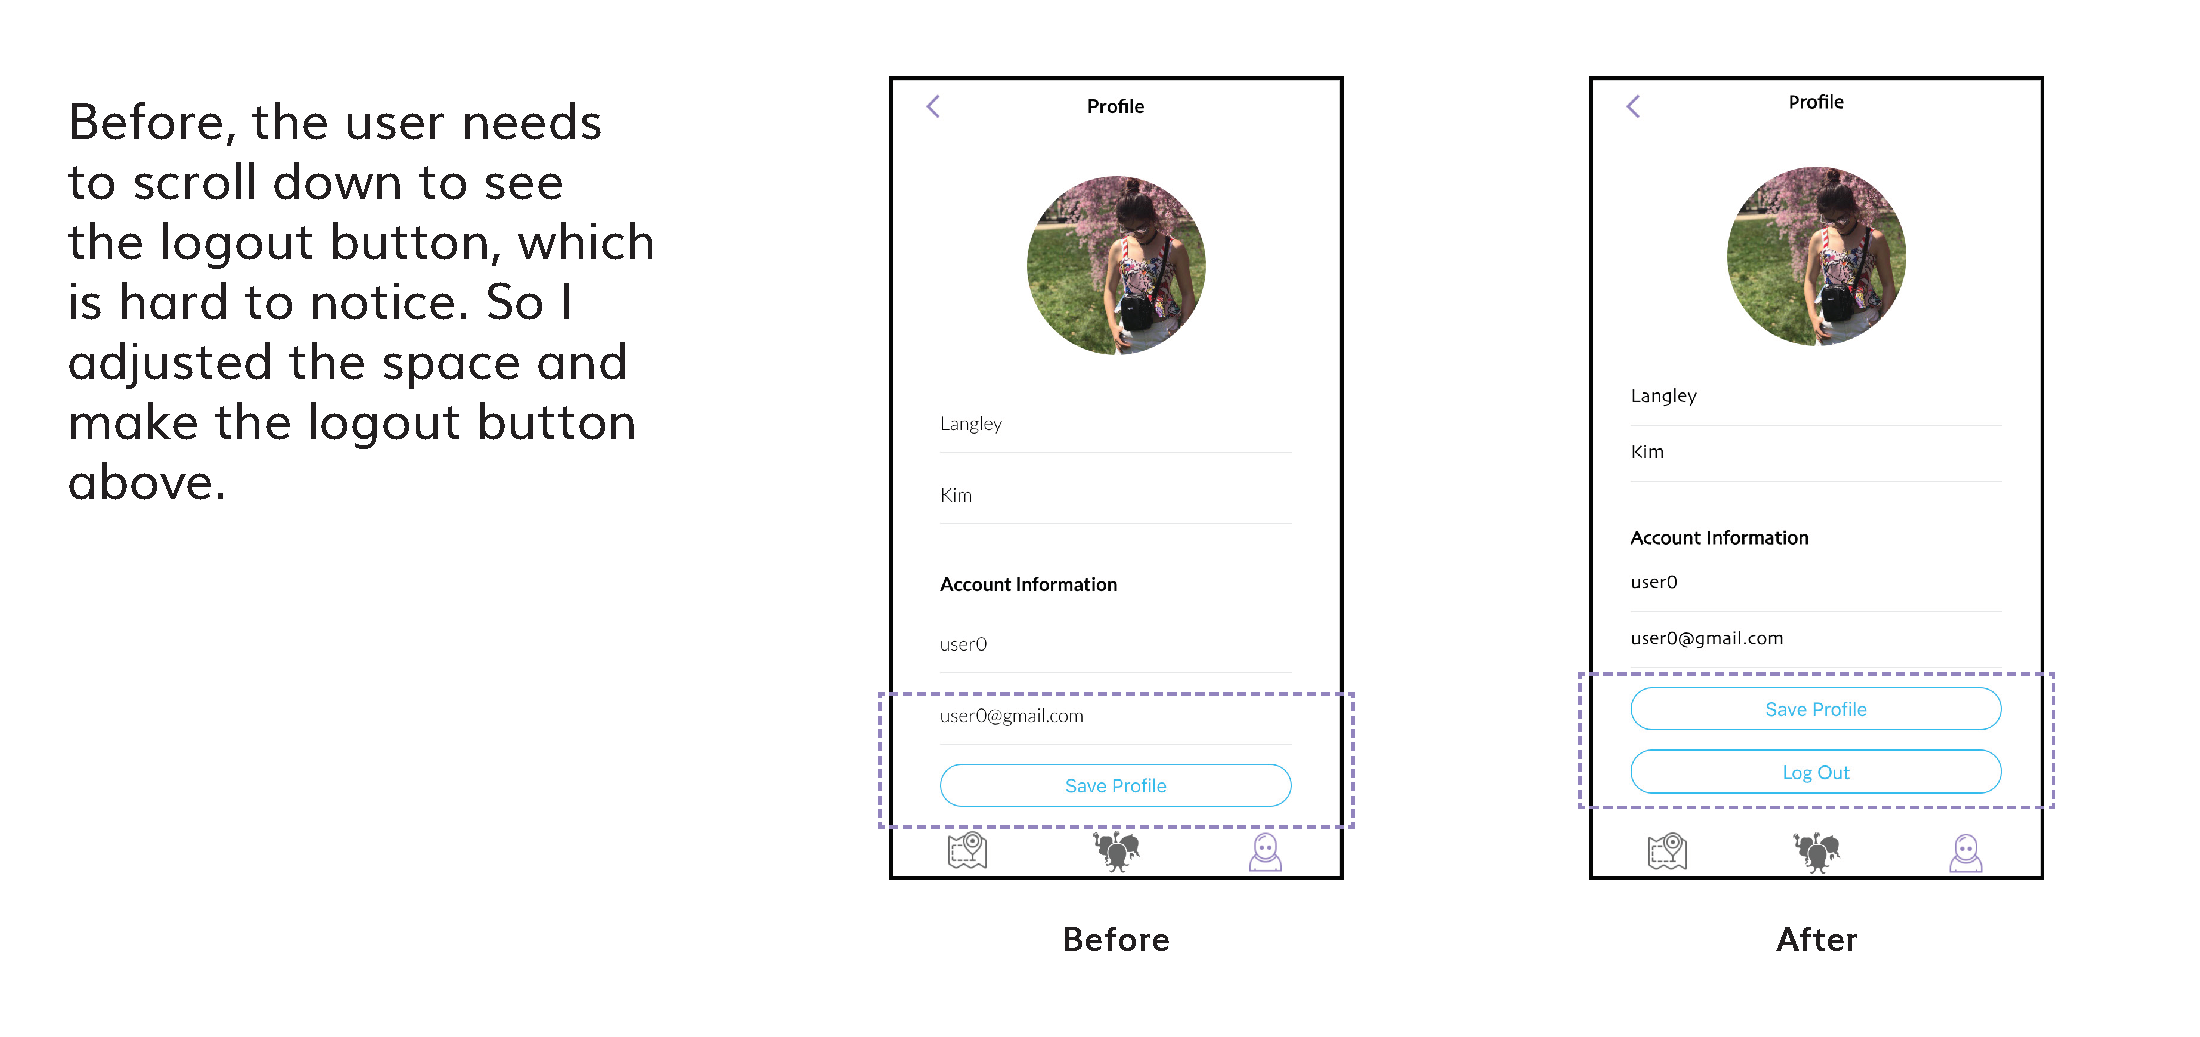 Before, the user needs
to scroll down to see
the logout button, which
is hard to notice. So I
adjusted the space and
make the logout button
above.
Profile
Langley
Kim
Account Information
user0
user0@gmail.com
Save Profile
Before
Profile
Langley
Kim
Account Information
user0
user0@gmail.com
Save Profile
Log Out
After